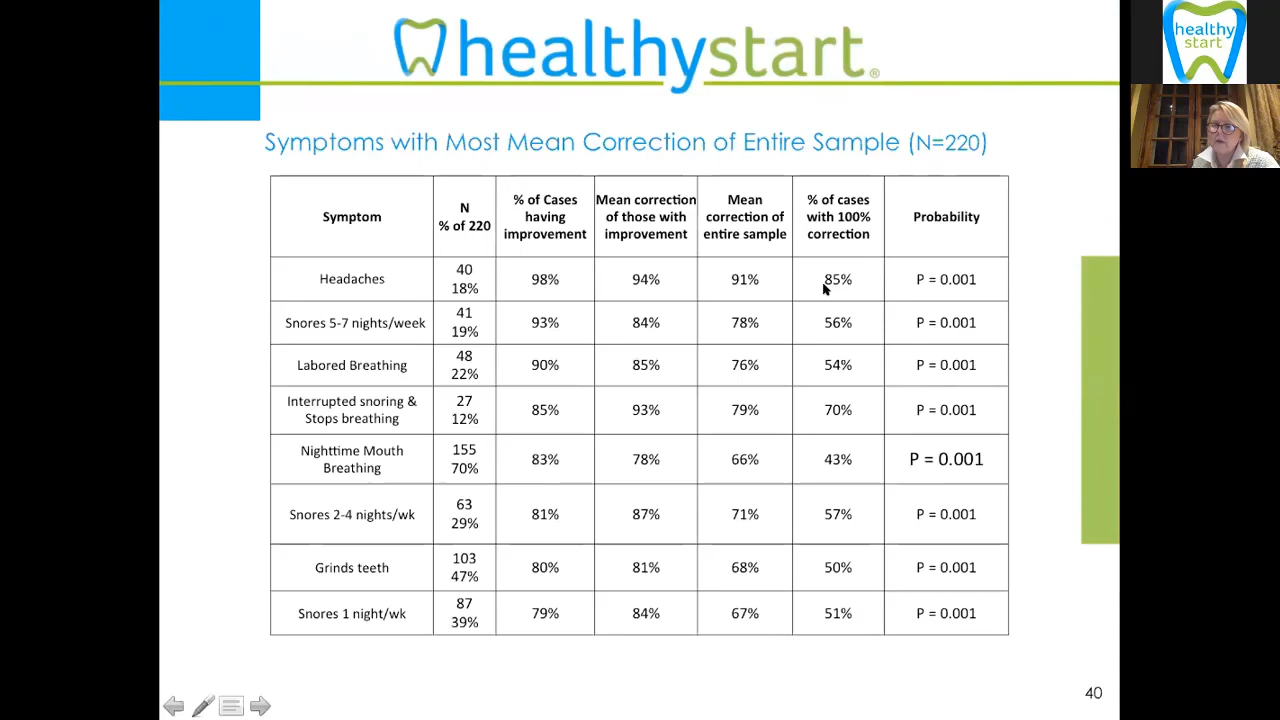 healthystart®
healthy
start
Symptoms with Most Mean Correction of Entire Sample (N=220)
Symptom
N
% of 220
% of Cases
having
improvement
Mean correction
of those with
improvement
Mean
correction of
entire sample
% of cases
with 100%
correction
Probability
Headaches
40
18%
98%
94%
91%
85%
P = 0.001
Snores 5-7 nights/week
41
19%
93%
84%
78%
56%
P = 0.001
Labored Breathing
48
22%
90%
85%
76%
54%
P = 0.001
Interrupted snoring &
Stops breathing
27
12%
85%
93%
79%
70%
P = 0.001
Nighttime Mouth
Breathing
155
70%
83%
78%
66%
43%
P = 0.001
Snores 2-4 nights/wk
63
29%
81%
87%
71%
57%
P = 0.001
Grinds teeth
103
47%
80%
81%
68%
50%
P = 0.001
Snores 1 night/wk
87
39%
79%
84%
67%
51%
P = 0.001
40